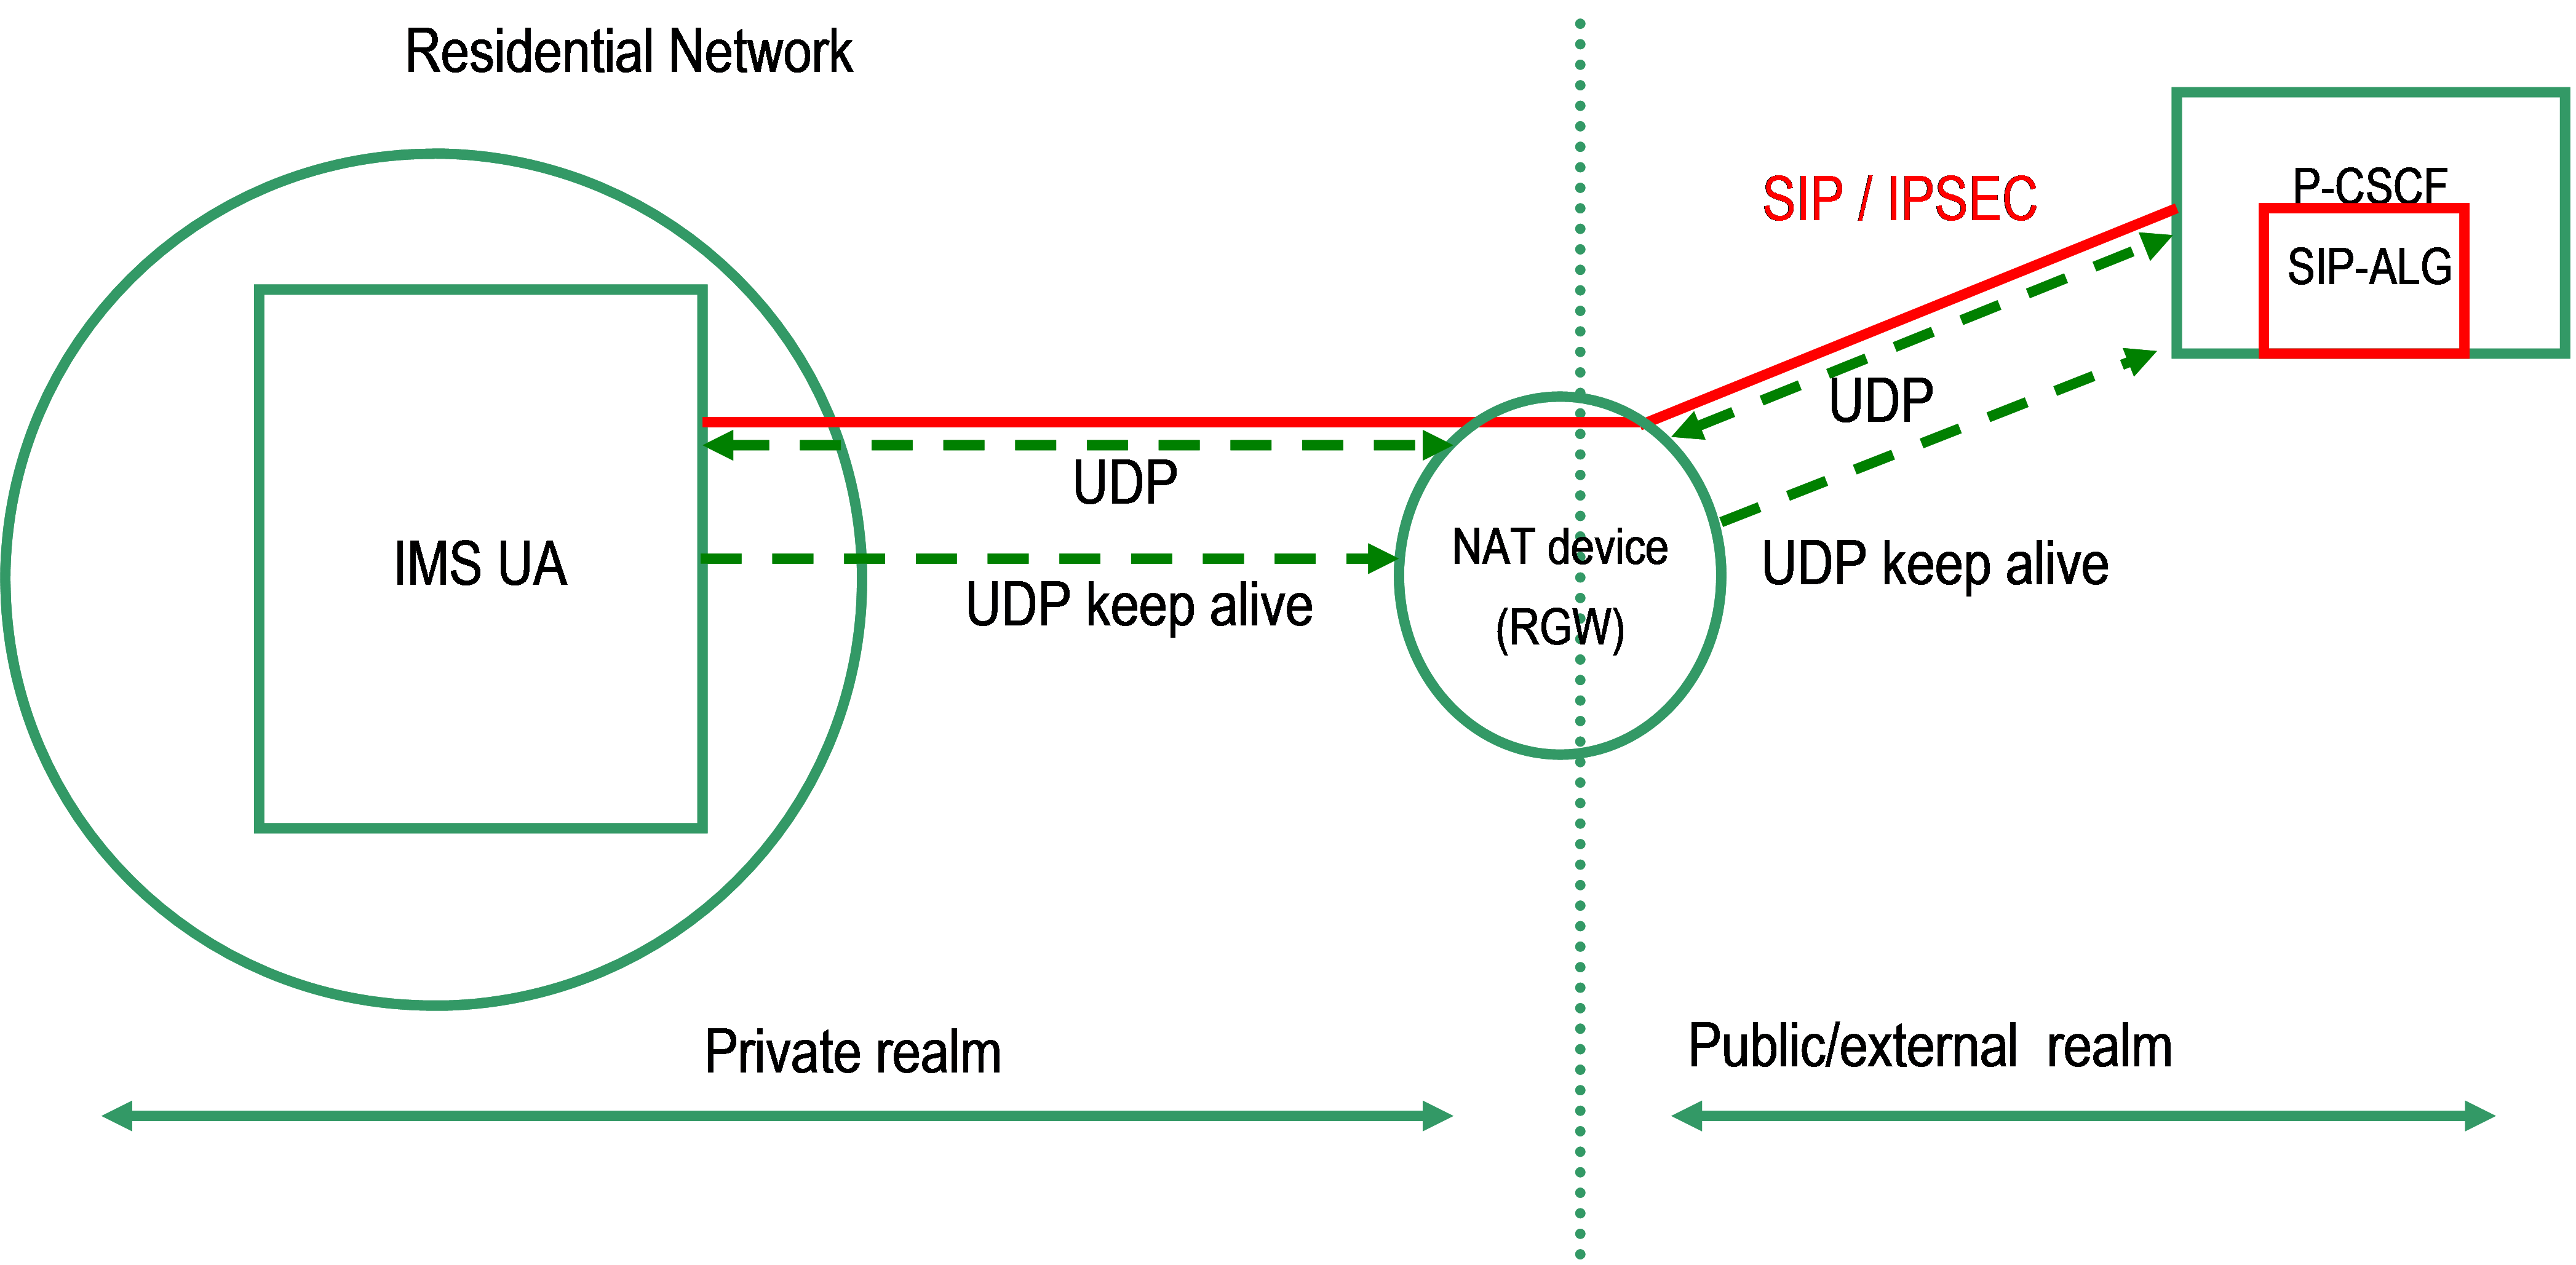 Residential Network
P-CSCF
SIP / IPSEC
SIP-ALG
UDP
UDP
IMS UA
NAT device
(RGW)
UDP keep alive
UDP keep alive
Private realm
Public/external realm